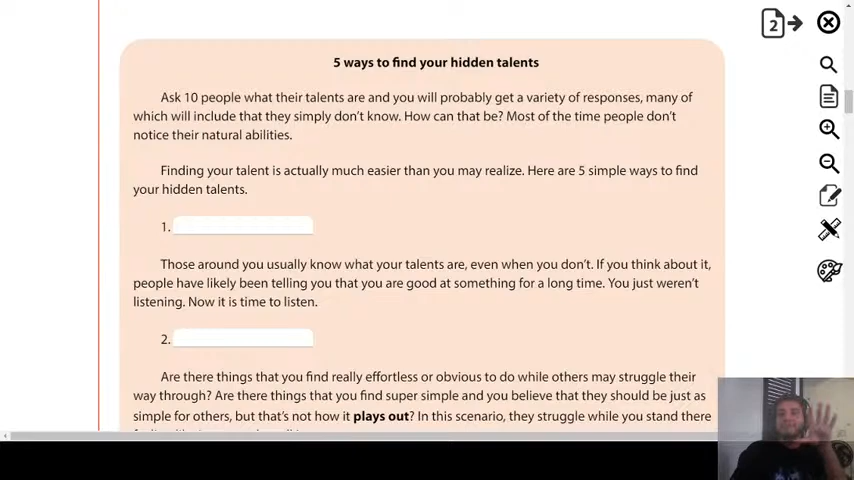 2
5 ways to find your hidden talents
Ask 10 people what their talents are and you will probably get a variety of responses, many of
which will include that they simply don't know. How can that be? Most of the time people don't
notice their natural abilities.
Finding your talent is actually much easier than you may realize. Here are 5 simple ways to find
your hidden talents.
1.
Those around you usually know what your talents are, even when you don't. If you think about it,
people have likely been telling you that you are good at something for a long time. You just weren't
listening. Now it is time to listen.
2.
Are there things that you find really effortless or obvious to do while others may struggle their
way through? Are there things that you find super simple and you believe that they should be just as
simple for others, but that's not how it plays out? In this scenario, they struggle while you stand there